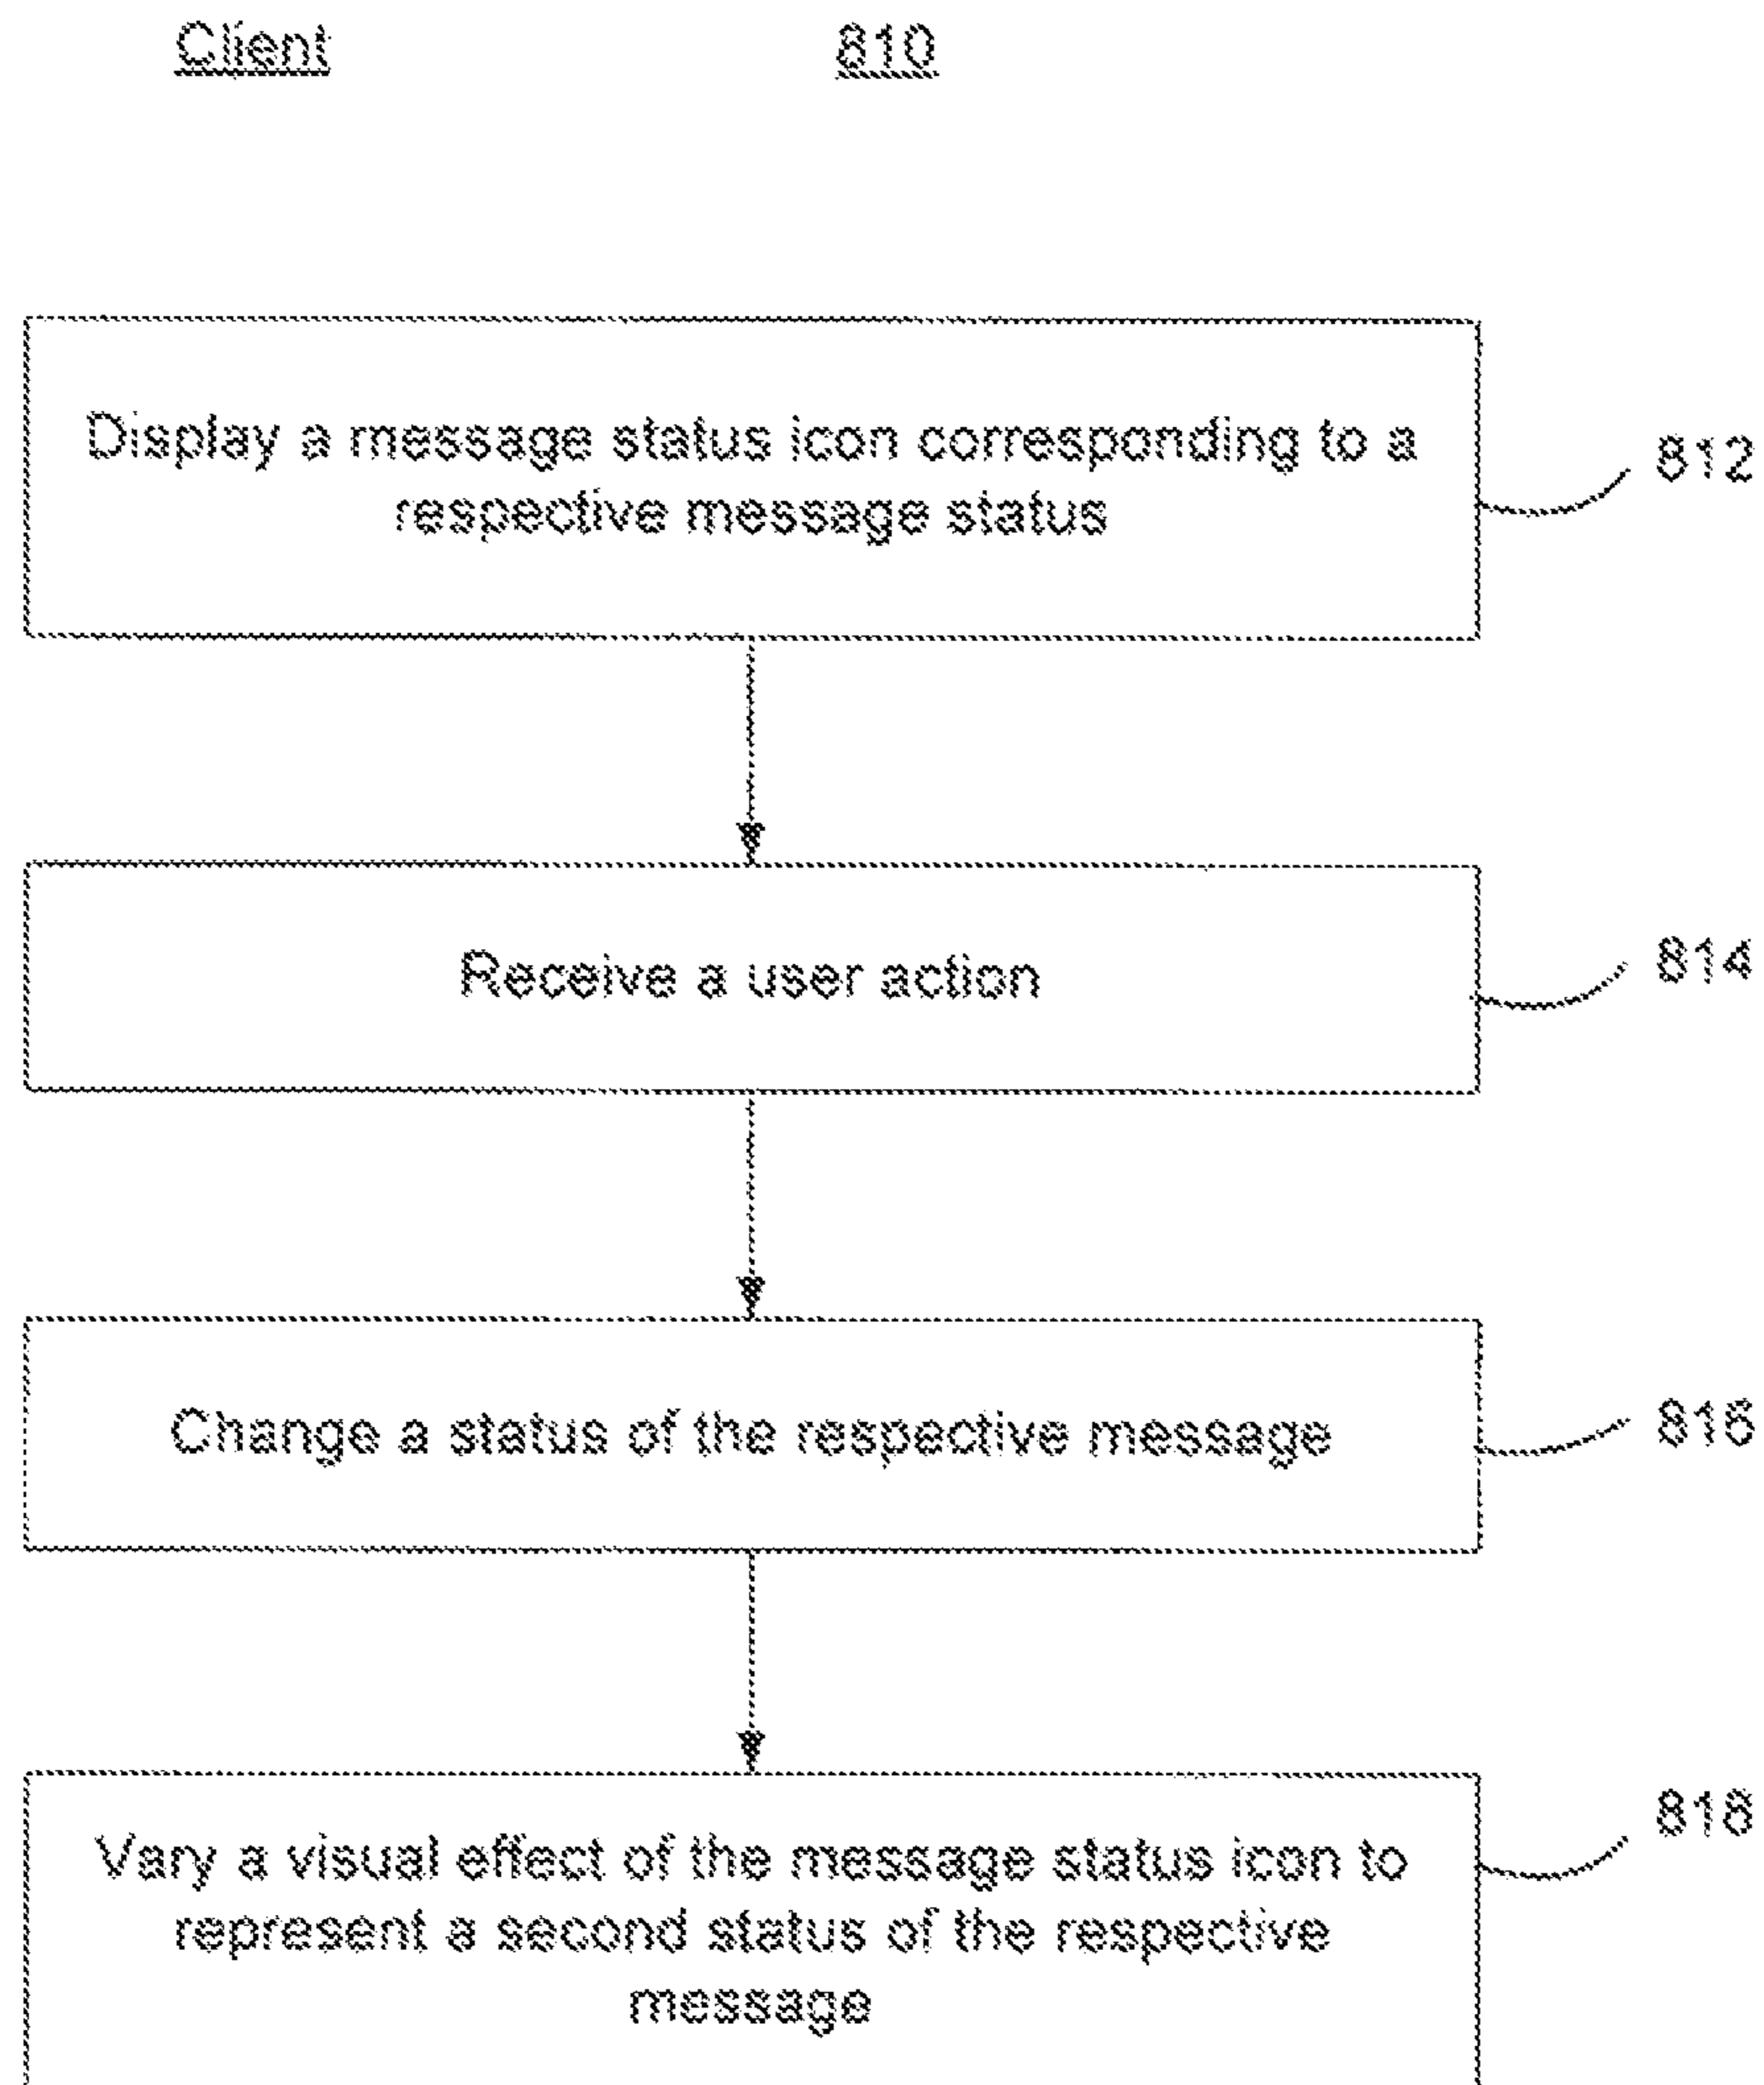 Client 810
Display a message status icon corresponding to a
respective message status
812
Receive a user action
814
Change a status of the respective message
816
Vary a visual effect of the message status icon to
represent a second status of the respective
message
818